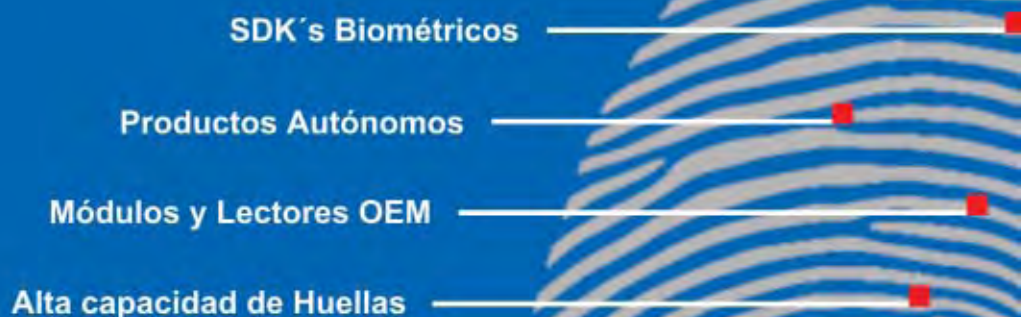 SDK´s Biométricos
Productos Autónomos
Módulos y Lectores OEM
Alta capacidad de Huellas